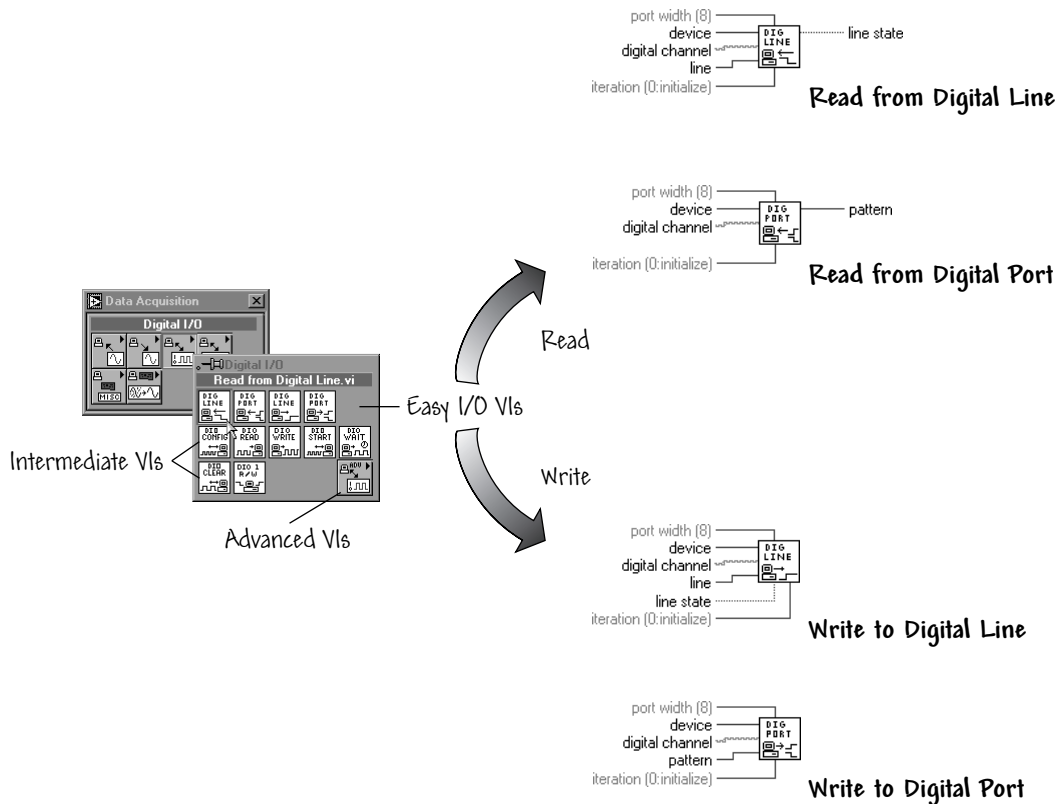 port width (8)
device
digital channel
line
iteration (0:initialize)
DIG
LINE
line state
Read from Digital Line
port width (8)
device
digital channel
iteration (0:initialize)
DIG
PORT
pattern
Read from Digital Port
Data Acquisition
Digital I/O
MISC
Digital I/O
Read from Digital Line.vi
DIG LINE
DIG PORT
DIG LINE
DIG PORT
DIO CONFIG
DIO READ
DIO WRITE
DIO START
DIO WAIT
DIO CLEAR
DIO 1 R/W
ADV
Intermediate VIs
Advanced VIs
Easy I/O VIs
Read
Write
port width (8)
device
digital channel
line
line state
iteration (0:initialize)
DIG
LINE
Write to Digital Line
port width (8)
device
digital channel
pattern
iteration (0:initialize)
DIG
PORT
Write to Digital Port